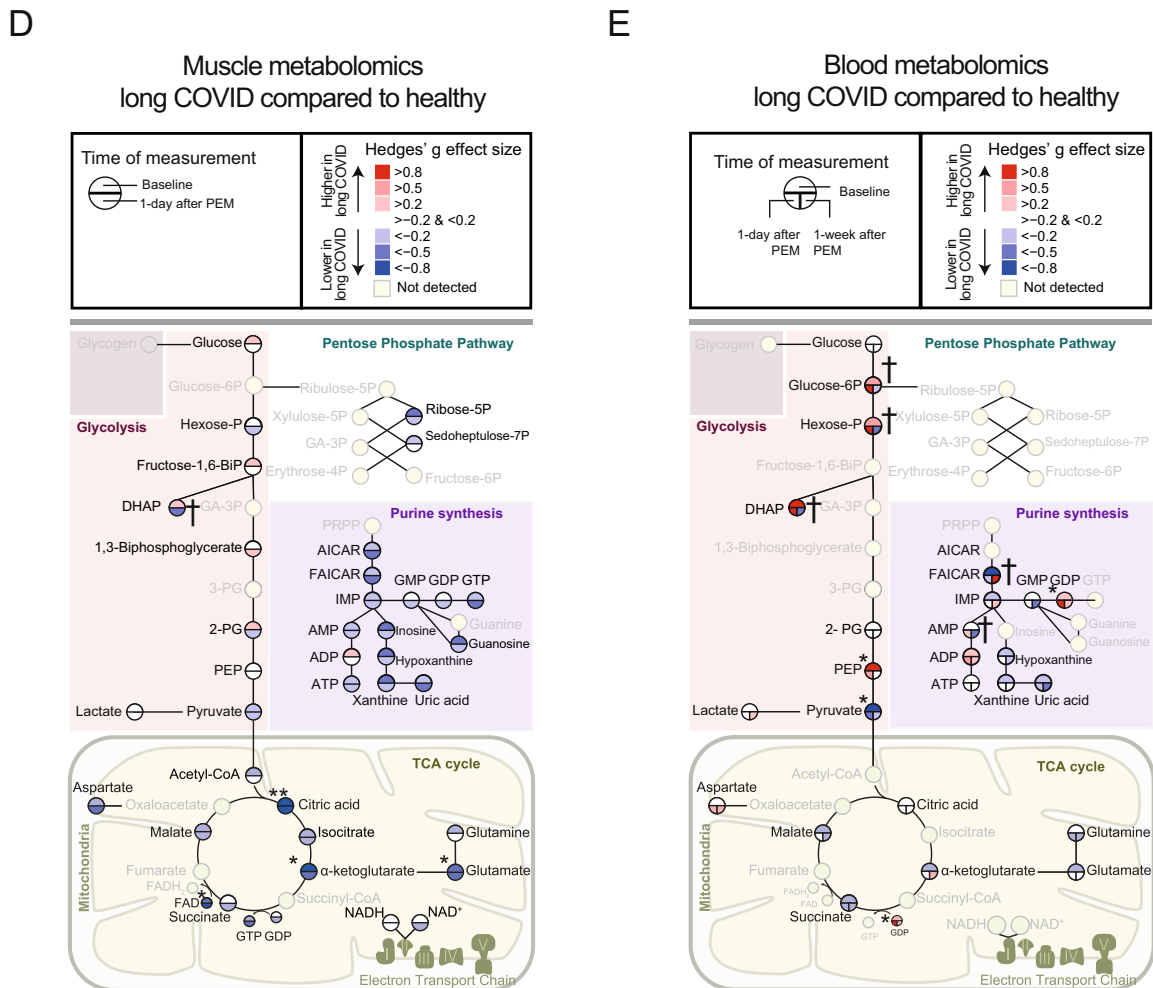 D
Muscle metabolomics
long COVID compared to healthy
Time of measurement
Baseline
1-day after PEM
Hedges' g effect size
Higher in
long COVID
Lower in
long COVID
>0.8
>0.5
>0.2
>−0.2 & <0.2
<−0.2
<−0.5
<−0.8
Not detected
Glycogen
Glucose
Pentose Phosphate Pathway
Glucose-6P
Ribulose-5P
Glycolysis
Hexose-P
Xylulose-5P
Ribose-5P
GA-3P
Sedoheptulose-7P
Fructose-1,6-BiP
Erythrose-4P
Fructose-6P
DHAP
†
GA-3P
Purine synthesis
PRPP
1,3-Biphosphoglycerate
AICAR
FAICAR
3-PG
IMP
GMP GDP GTP
2-PG
AMP
Inosine
Guanine
Guanosine
PEP
ADP
Hypoxanthine
ATP
Xanthine Uric acid
Lactate
Pyruvate
TCA cycle
Acetyl-CoA
Aspartate
Oxaloacetate
**
Citric acid
Malate
Isocitrate
Glutamine
Fumarate
*
α-ketoglutarate
*
Glutamate
FADH2
*
FAD
Succinate
Succinyl-CoA
GTP GDP
NADH
NAD+
Mitochondria
Electron Transport Chain
E
Blood metabolomics
long COVID compared to healthy
Time of measurement
Baseline
1-day after
PEM
1-week after
PEM
Hedges' g effect size
Higher in
long COVID
Lower in
long COVID
>0.8
>0.5
>0.2
>−0.2 & <0.2
<−0.2
<−0.5
<−0.8
Not detected
Glycogen
Glucose
Pentose Phosphate Pathway
†
Glucose-6P
Ribulose-5P
Glycolysis
Hexose-P
†
Xylulose-5P
Ribose-5P
GA-3P
Sedoheptulose-7P
Fructose-1,6-BiP
Erythrose-4P
Fructose-6P
DHAP
†
GA-3P
Purine synthesis
PRPP
1,3-Biphosphoglycerate
AICAR
FAICAR
†
3-PG
IMP
GMP GDP GTP
*
2- PG
AMP
†
Inosine
Guanine
Guanosine
PEP
*
ADP
Hypoxanthine
ATP
Xanthine Uric acid
Lactate
Pyruvate
*
TCA cycle
Acetyl-CoA
Aspartate
Oxaloacetate
Citric acid
Malate
Isocitrate
Glutamine
Fumarate
α-ketoglutarate
Glutamate
FADH2
FAD
Succinate
Succinyl-CoA
GTP
*
GDP
NADH
NAD+
Mitochondria
Electron Transport Chain